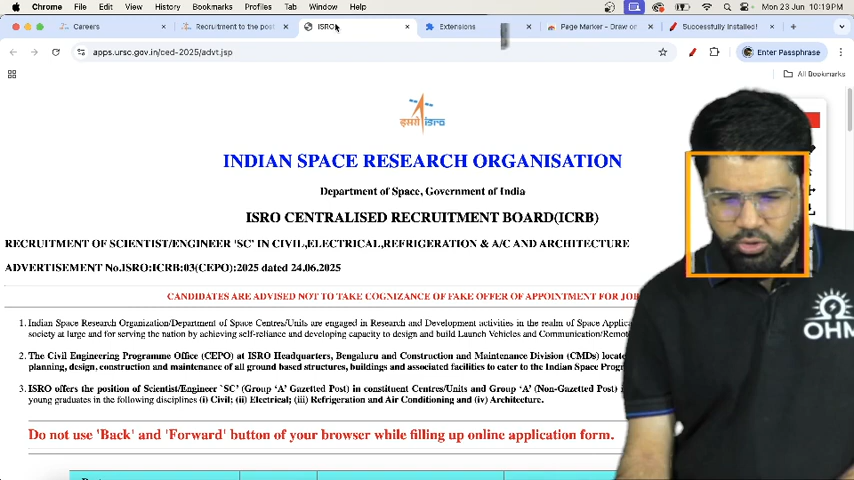 Chrome File Edit View History Bookmarks Profiles Tab Window Help
Mon 23 Jun 10:19 PM
Careers
Recruitment to the post
ISRO
Extensions
Page Marker - Draw on
Successfully Installed!
apps.ursc.gov.in/ced-2025/advt.jsp
Enter Passphrase
All Bookmarks
इसरो isro
INDIAN SPACE RESEARCH ORGANISATION
Department of Space, Government of India
ISRO CENTRALISED RECRUITMENT BOARD(ICRB)
RECRUITMENT OF SCIENTIST/ENGINEER 'SC' IN CIVIL,ELECTRICAL,REFRIGERATION & A/C AND ARCHITECTURE
ADVERTISEMENT No.ISRO:ICRB:03(CEPO):2025 dated 24.06.2025
CANDIDATES ARE ADVISED NOT TO TAKE COGNIZANCE OF FAKE OFFER OF APPOINTMENT FOR
1. Indian Space Research Organization/Department of Space Centres/Units are engaged in Research and Development activities in the realm of Space
society at large and for serving the nation by achieving self-reliance and developing capacity to design and build Launch Vehicles and
2. The Civil Engineering Programme Office (CEPO) at ISRO Headquarters, Bengaluru and Construction and Maintenance Division (CMDs)
planning, design, construction and maintenance of all ground based structures, buildings and associated facilities to cater to the Indian Space
3. ISRO offers the position of Scientist/Engineer `SC' (Group ‘A’ Gazetted Post) in constituent Centres/Units and Group ‘A’ (Non-Gazetted Post)
young graduates in the following disciplines (i) Civil; (ii) Electrical; (iii) Refrigeration and Air Conditioning and (iv) Architecture.
Do not use 'Back' and 'Forward' button of your browser while filling up online application form.
OHM